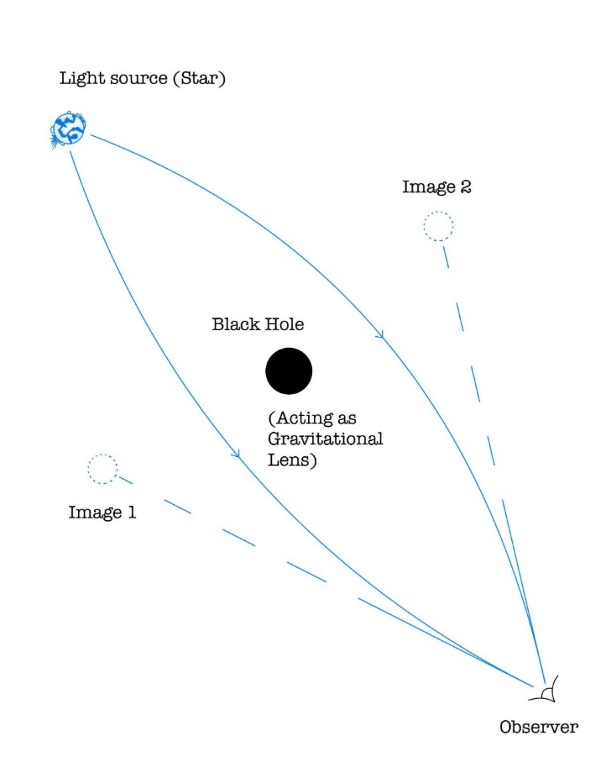 Light source (Star)
Image 2
Black Hole
(Acting as
Gravitational
Lens)
Image 1
Observer